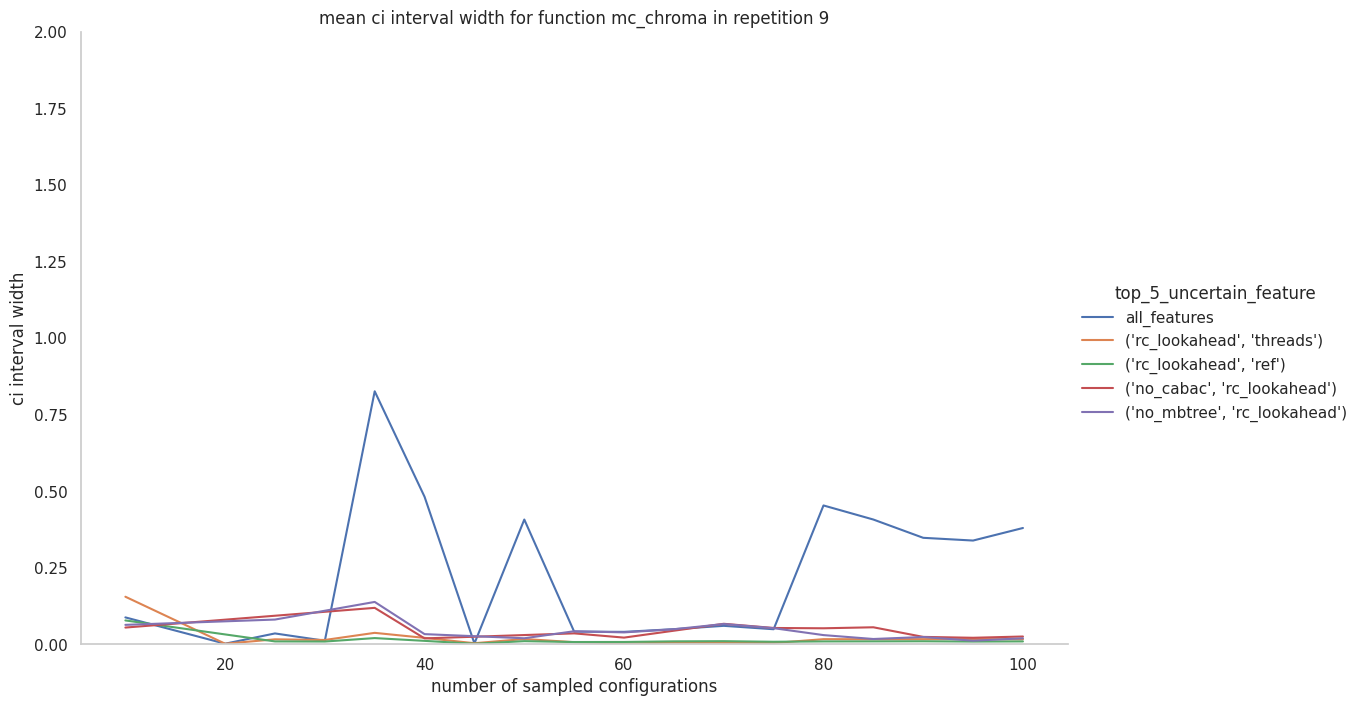 mean ci interval width for function mc_chroma in repetition 9
2.00
1.75
1.50
1.25
1.00
0.75
0.50
0.25
0.00
ci interval width
20
40
60
80
100
number of sampled configurations
top_5_uncertain_feature
all_features
('rc_lookahead', 'threads')
('rc_lookahead', 'ref')
('no_cabac', 'rc_lookahead')
('no_mbtree', 'rc_lookahead')